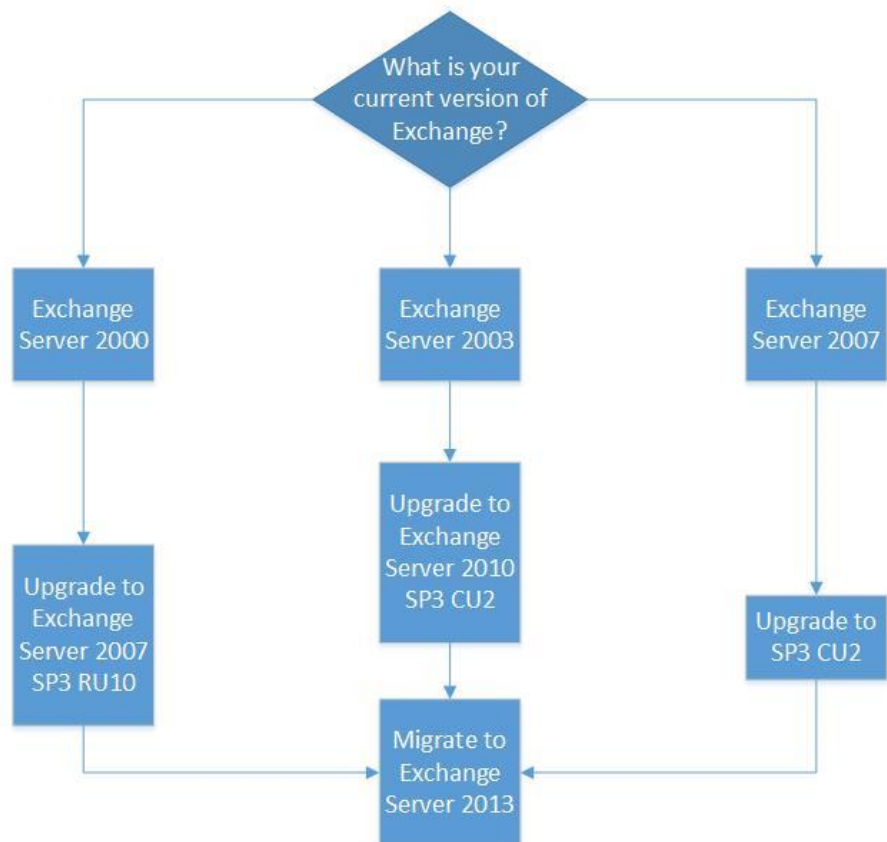 What is your
current version of
Exchange?
Exchange
Server 2000
Exchange
Server 2003
Exchange
Server 2007
Upgrade to
Exchange
Server 2010
SP3 CU2
Upgrade to
Exchange
Server 2007
SP3 RU10
Upgrade to
SP3 CU2
Migrate to
Exchange
Server 2013